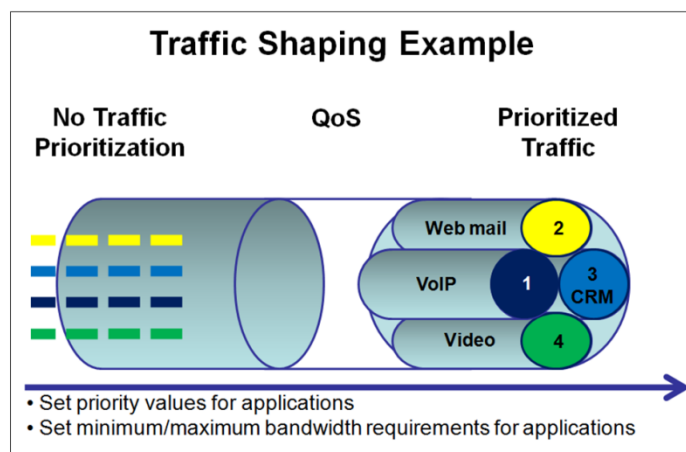 Traffic Shaping Example
No Traffic
Prioritization
QoS
Prioritized
Traffic
Web mail
2
VoIP
1
3
CRM
Video
4
• Set priority values for applications
• Set minimum/maximum bandwidth requirements for applications